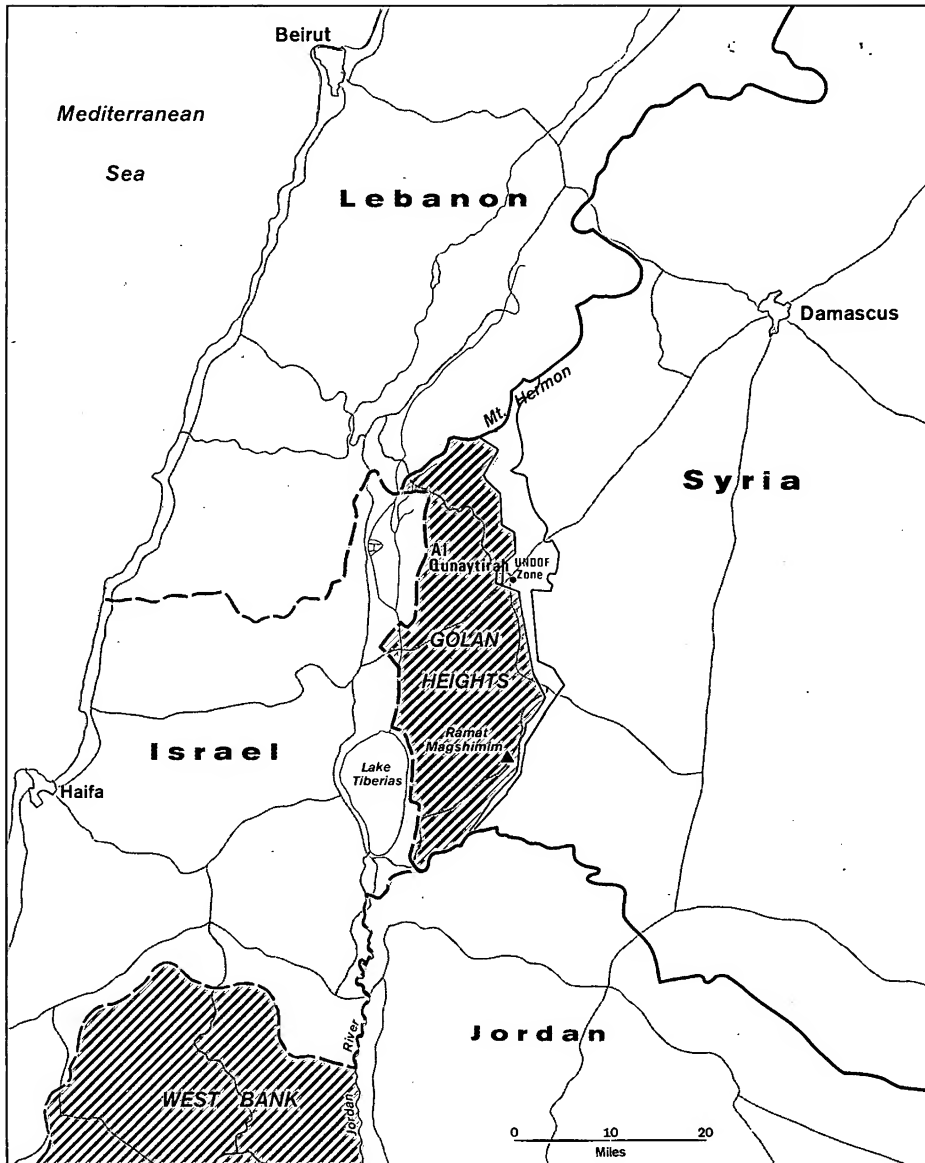 Beirut
Mediterranean
Sea
Lebanon
Damascus
Mt. Hermon
Syria
Al
Qunaytirah
UNDOF
Zone
GOLAN
HEIGHTS
Ramat
Magshimim
Israel
Lake
Tiberias
Haifa
Jordan River
Jordan
WEST BANK
0 10 20
Miles